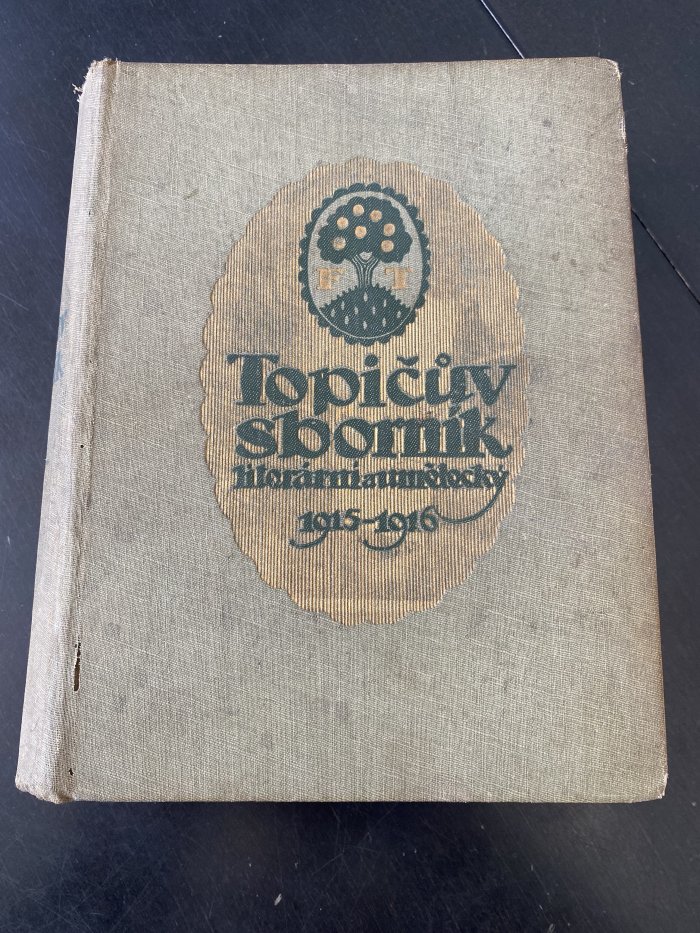 F T
Topičův
sborník
literární a umělecký
1915-1916